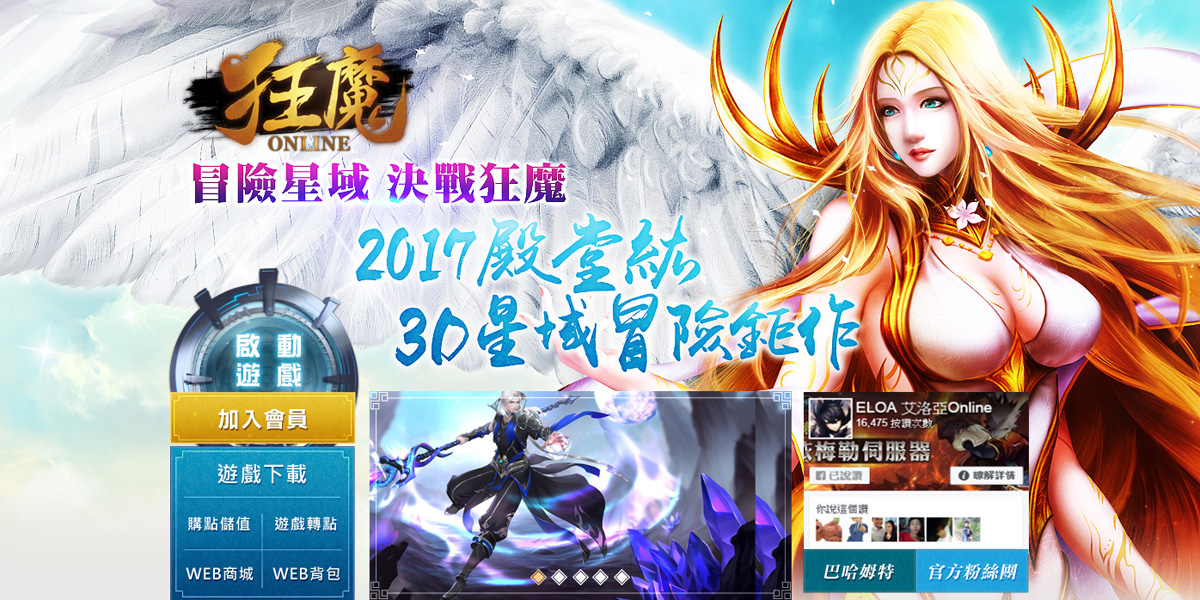 狂魔
ONLINE
冒險星域 決戰狂魔
2017殿堂紘
3D星域冒險鉅作
啟動
遊戲
加入會員
遊戲下載
購點儲值
遊戲轉點
WEB商城
WEB背包
ELOA 艾洛亞Online
16,475 按讚次數
梅勒伺服器
已說讚
瞭解詳情
你說這個讚
巴哈姆特
官方粉絲團